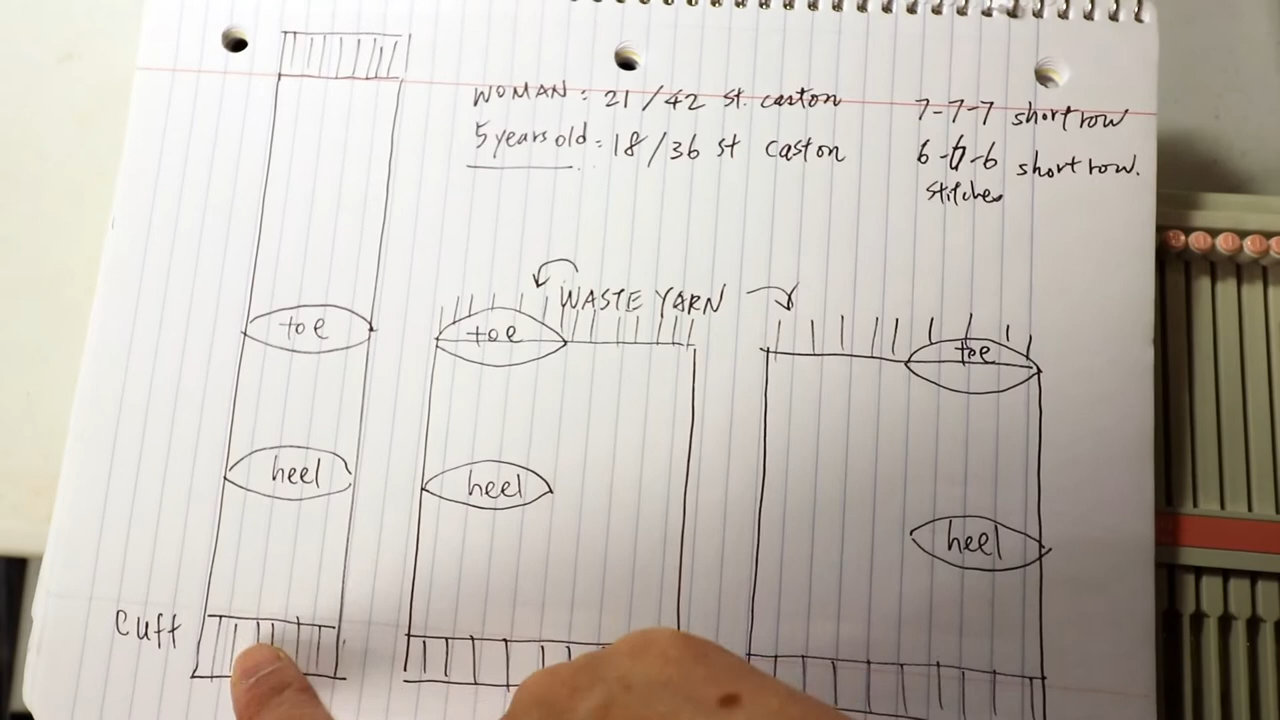 WOMAN : 21 / 42 st. caston
7-7-7 short row
5 years old : 18 / 36 st caston
6-6-6 short row.
stitches
WASTE YARN
toe
toe
toe
heel
heel
heel
Cuff